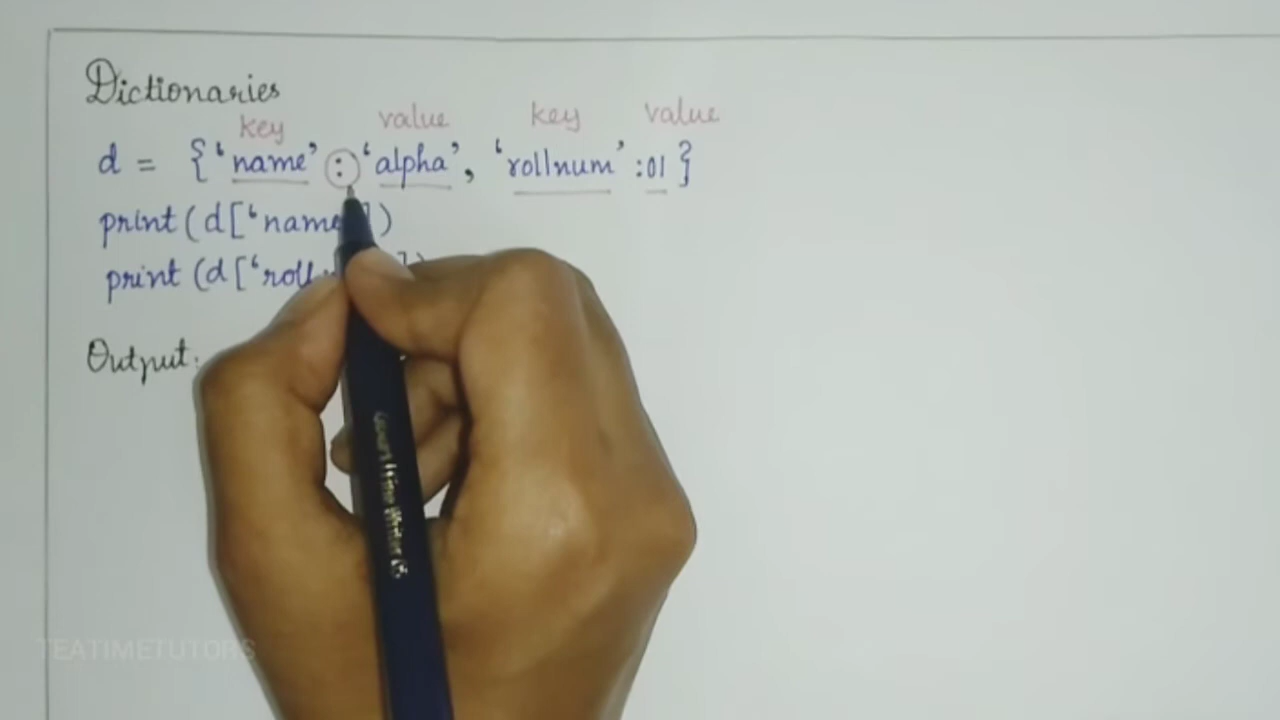 Dictionaries
key value key value
d = {‘name’ : ‘alpha’, ‘rollnum’ :01}
print(d[‘name])
print (d[‘roll])
Output:
TEATIMETUTORS